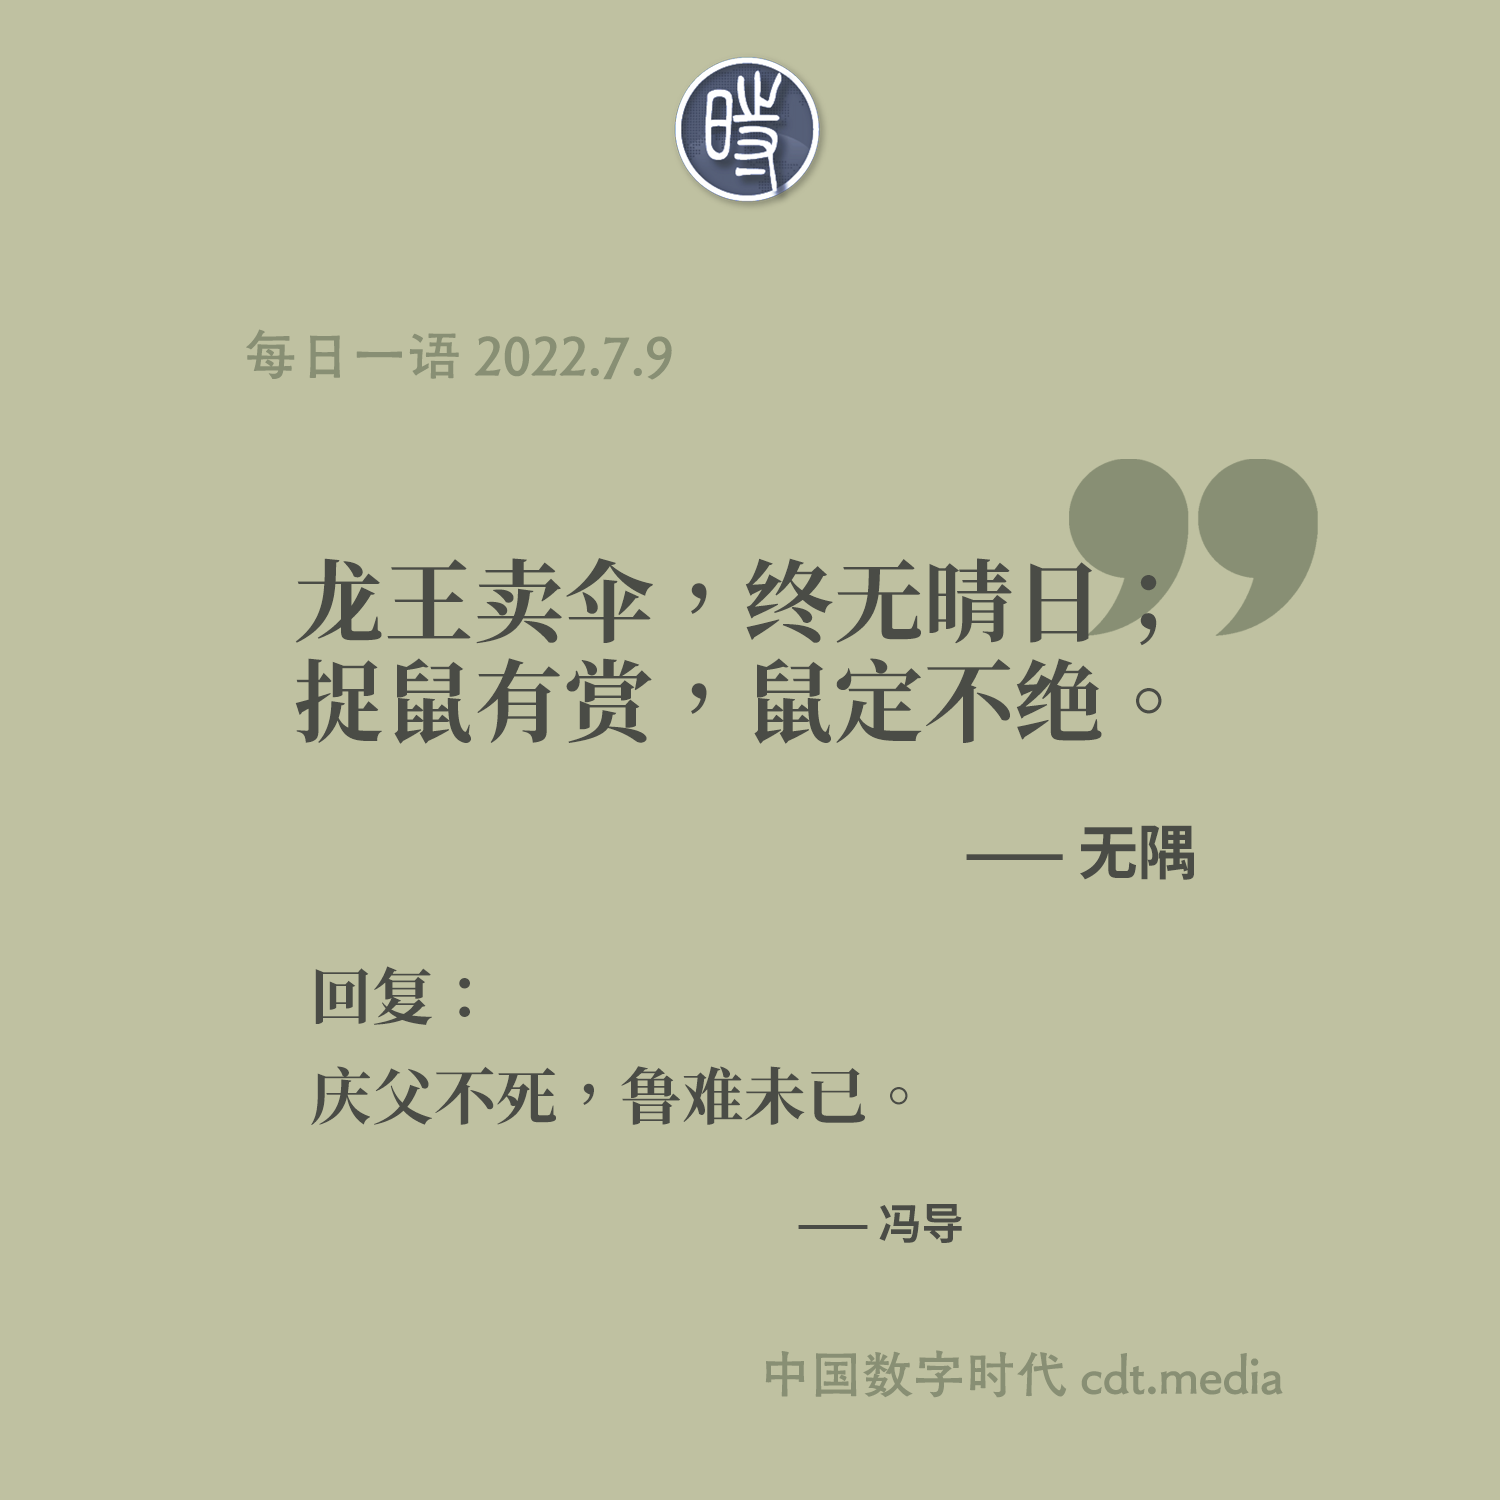 時
每日一语 2022.7.9
龙王卖伞，终无晴日；
捉鼠有赏，鼠定不绝。
—— 无隅
回复：
庆父不死，鲁难未已。
—— 冯导
中国数字时代 cdt.media